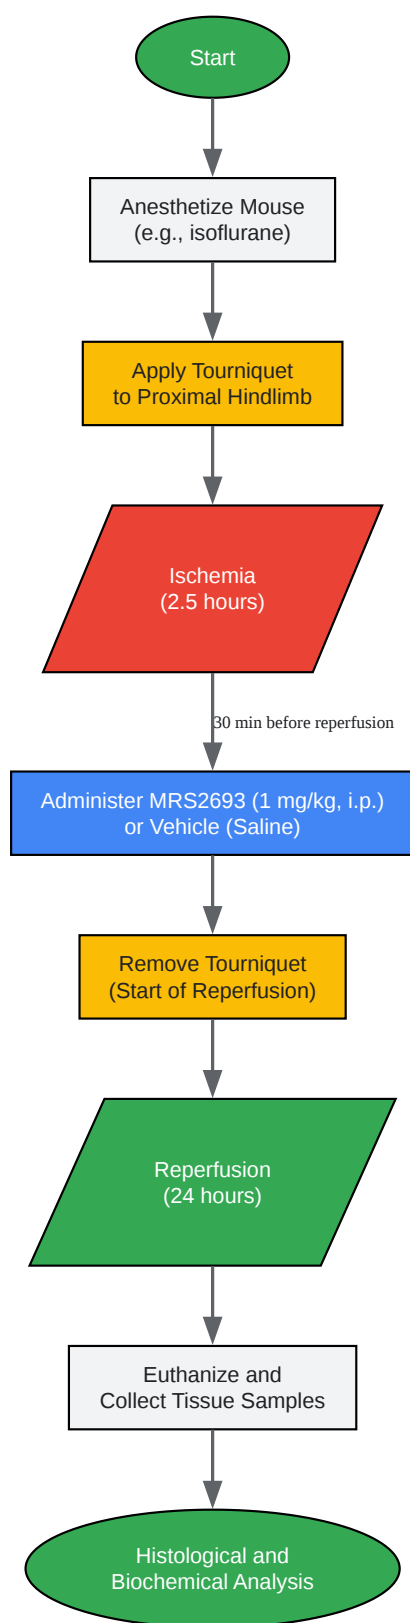 Start
Anesthetize Mouse
(e.g., isoflurane)
Apply Tourniquet
to Proximal Hindlimb
Ischemia
(2.5 hours)
30 min before reperfusion
Administer MRS2693 (1 mg/kg, i.p.)
or Vehicle (Saline)
Remove Tourniquet
(Start of Reperfusion)
Reperfusion
(24 hours)
Euthanize and
Collect Tissue Samples
Histological and
Biochemical Analysis